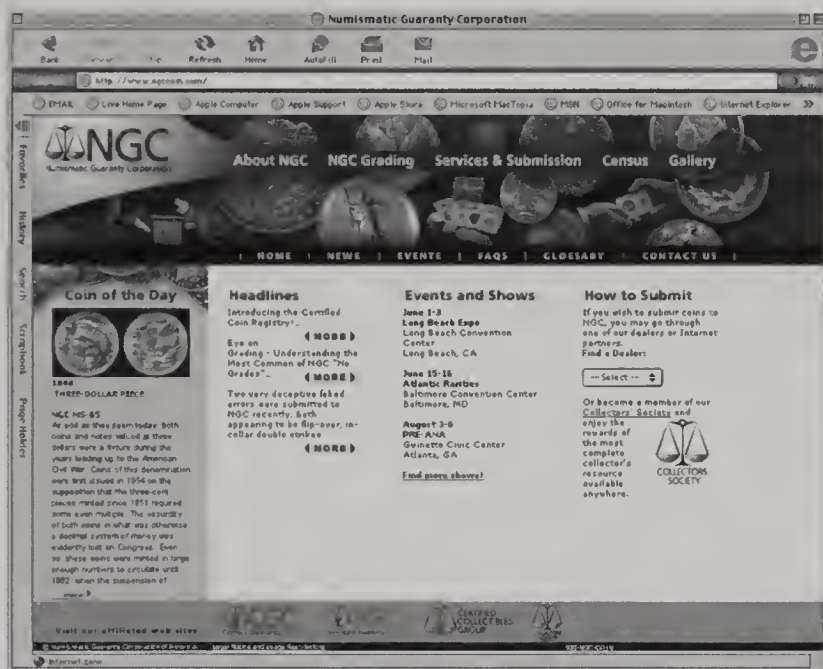 Numismatic Guaranty Corporation
Back
Refresh Home AutoFill Print Mail
http://www.ngccoin.com/
EMAIL Live Home Page Apple Computer Apple Support Apple Store Microsoft MacTopia MSN Office for Macintosh Internet Explorer
Favorites
History
Search
Scrapbook
Page Holder
NGC
Numismatic Guaranty Corporation
About NGC NGC Grading Services & Submission Census Gallery
HOME | NEWS | EVENTS | FAQS | GLOSSARY | CONTACT US
Coin of the Day
THREE-DOLLAR PIECE
NGC MS-65
As odd as they seem today, both
coins and notes valued at three
dollars were a fixture during the
years leading up to the American
Civil War. Coins of this denomination
were first issued in 1854 on the
supposition that the three-cent
pieces minted since 1851 required
some even multiple. The absurdity
of both coins in what was otherwise
a decimal system of money was
evidently lost on Congress. Even
so, these coins were minted in large
enough numbers to circulate until
1862, when the suspension of
more
Headlines
Introducing the Certified
Coin Registry!...
(MORE)
Eye on
Grading - Understanding the
Most Common of NGC "No
Grades"...
(MORE)
Two very deceptive faked
errors were submitted to
NGC recently. Both
appearing to be flip-over, in-
collar double strikes
(MORE)
Events and Shows
June 1-3
Long Beach Expo
Long Beach Convention
Center
Long Beach, CA
June 15-16
Atlantic Rarities
Baltimore Convention Center
Baltimore, MD
August 3-6
PRE-ANA
Gwinette Civic Center
Atlanta, GA
Find more shows!
How to Submit
If you wish to submit coins to
NGC, you may go through
one of our dealers or Internet
partners.
Find a Dealer:
-- Select --
Or become a member of our
Collectors' Society and
enjoy the
rewards of
the most
complete
collector's
resource
available
anywhere.
COLLECTORS
SOCIETY
Visit our affiliated web sites
NGC
CERTIFIED
COLLECTIBLES
GROUP
Internet zone